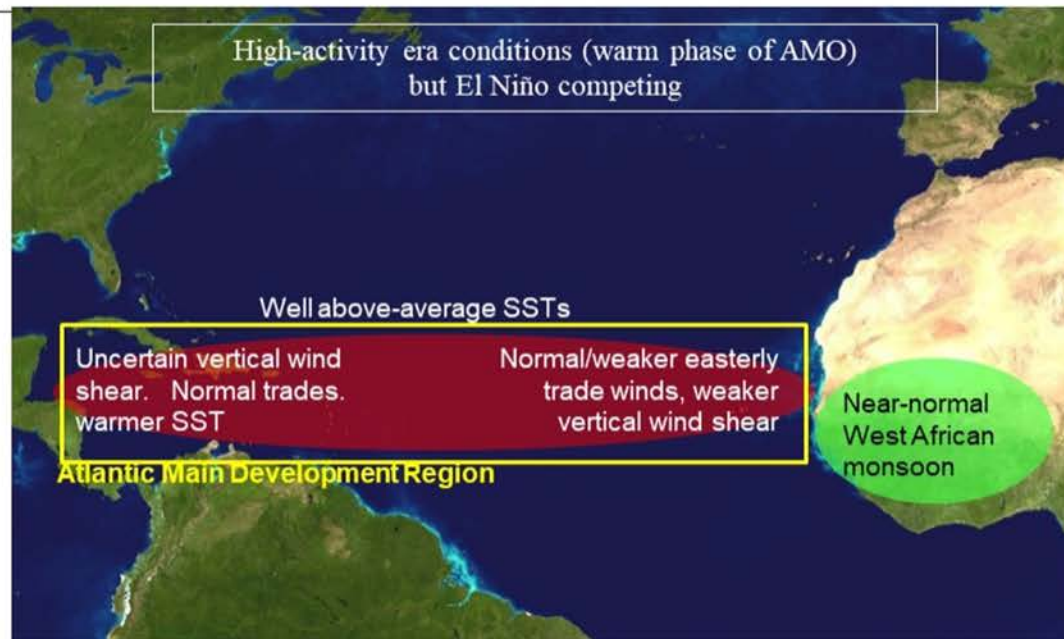 High-activity era conditions (warm phase of AMO)
but El Niño competing
Well above-average SSTs
Uncertain vertical wind
shear. Normal trades.
warmer SST
Normal/weaker easterly
trade winds, weaker
vertical wind shear
Near-normal
West African
monsoon
Atlantic Main Development Region